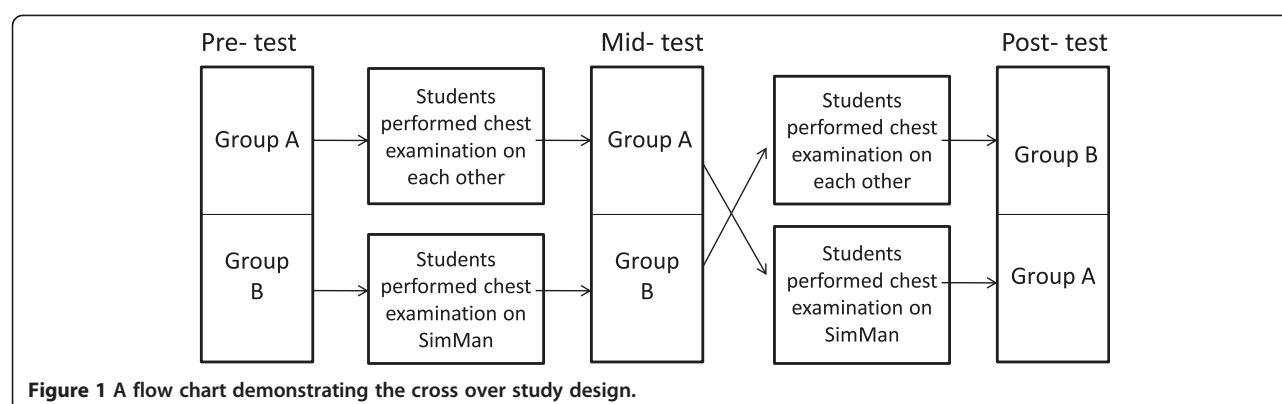 Pre- test
Mid- test
Post- test
Group A
Students
performed chest
examination on
each other
Group A
Students
performed chest
examination on
each other
Group B
Group
B
Students
performed chest
examination on
SimMan
Group
B
Students
performed chest
examination on
SimMan
Group A
Figure 1 A flow chart demonstrating the cross over study design.